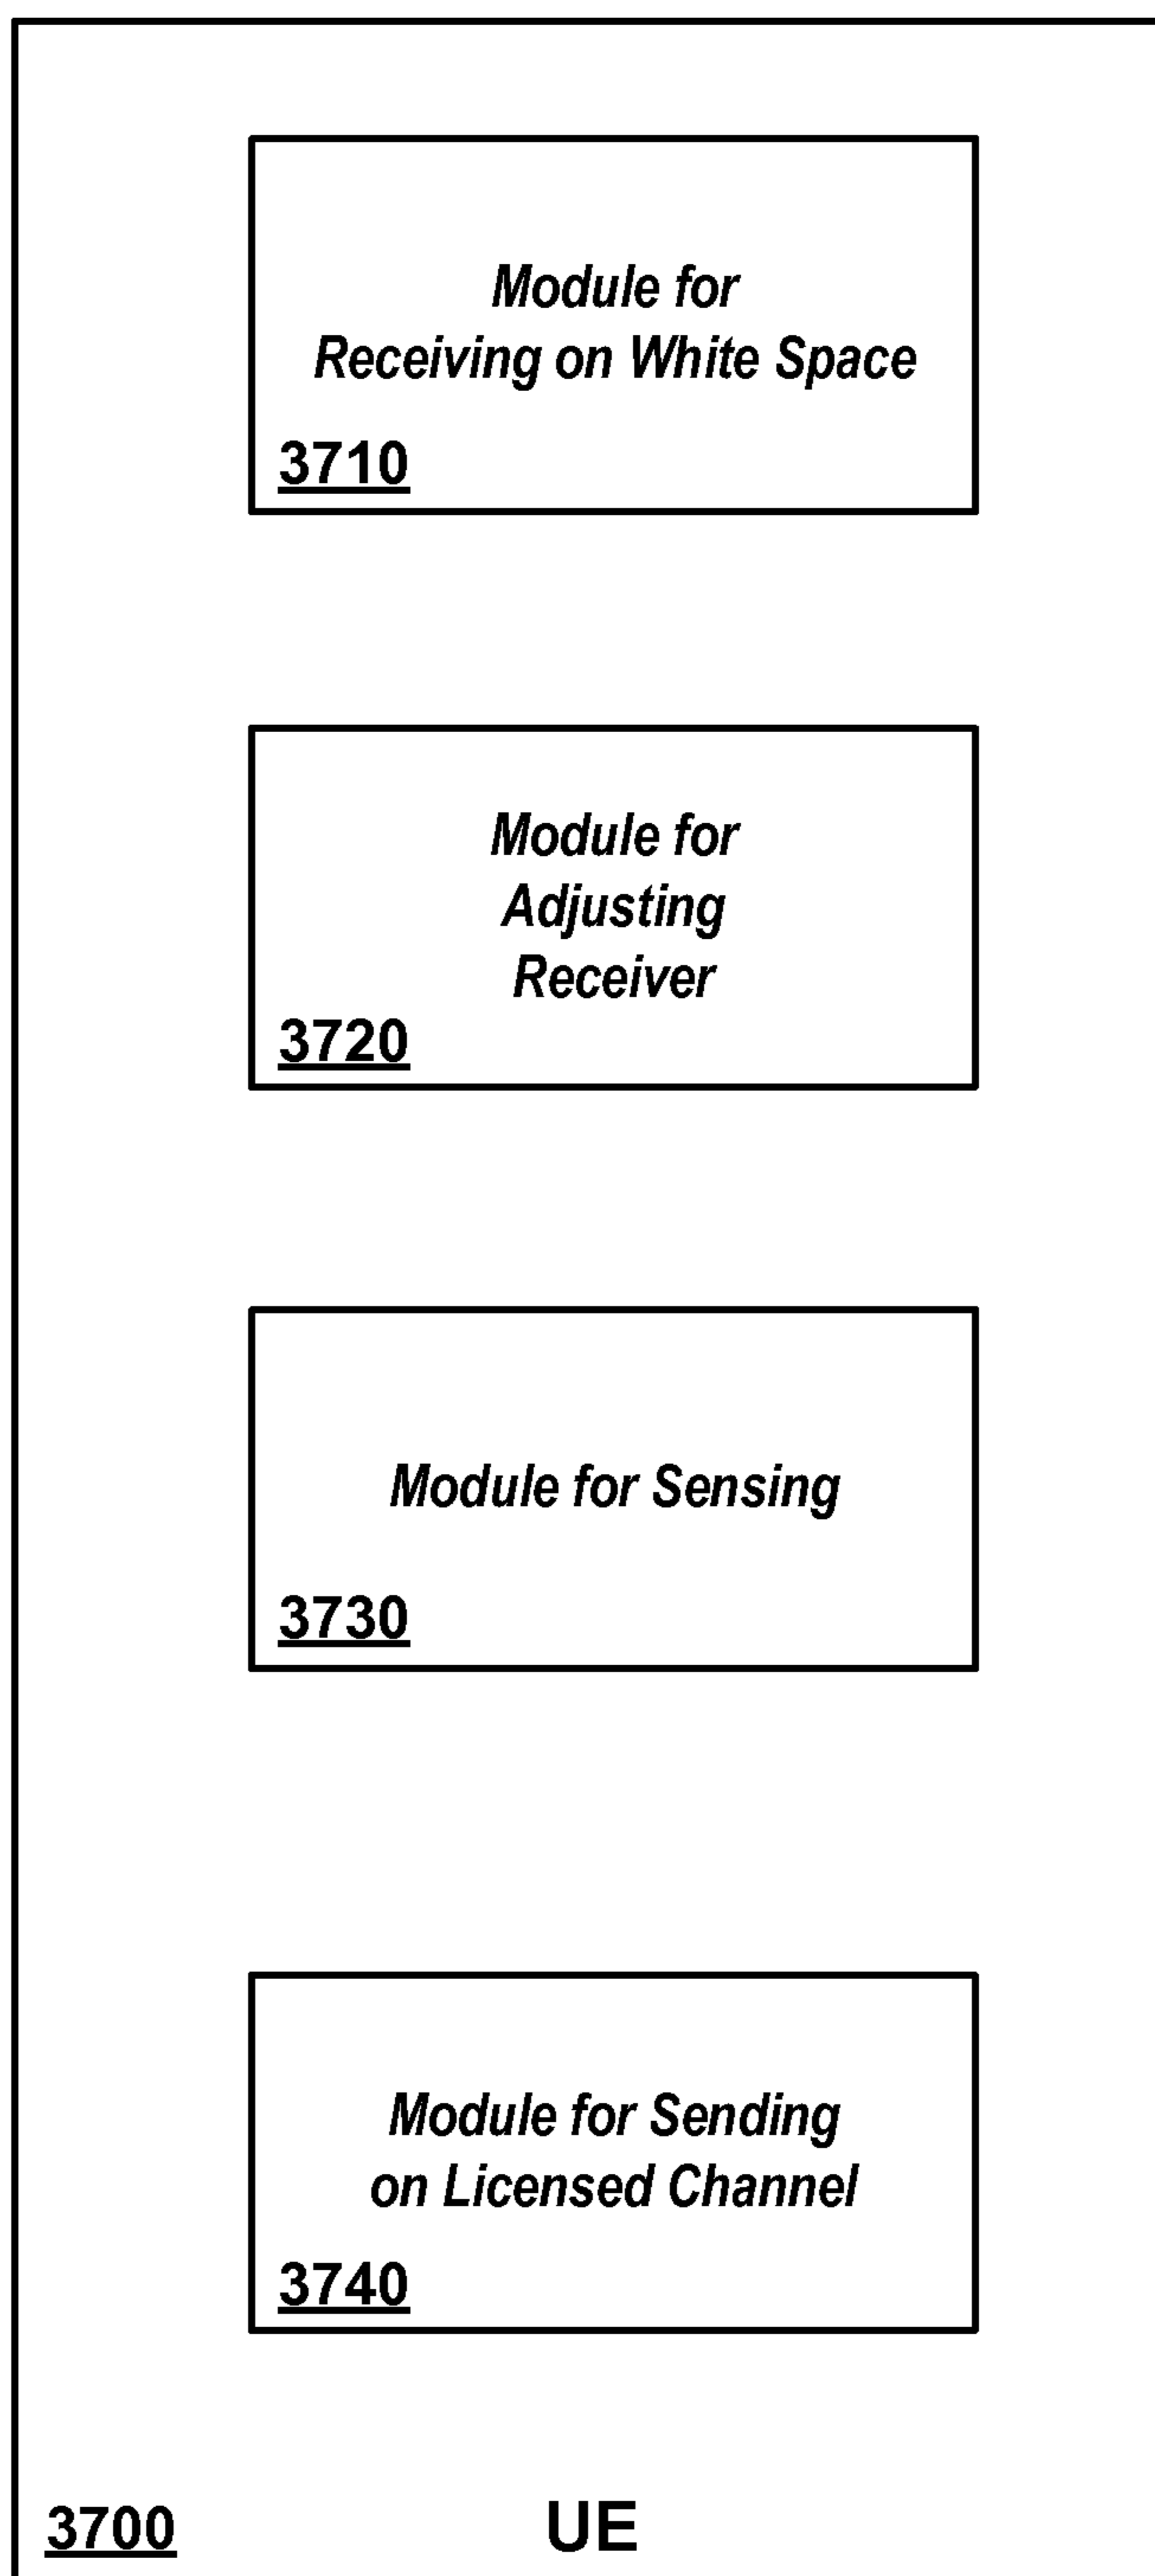 Module for
Receiving on White Space
3710
Module for
Adjusting
Receiver
3720
Module for Sensing
3730
Module for Sending
on Licensed Channel
3740
3700 UE